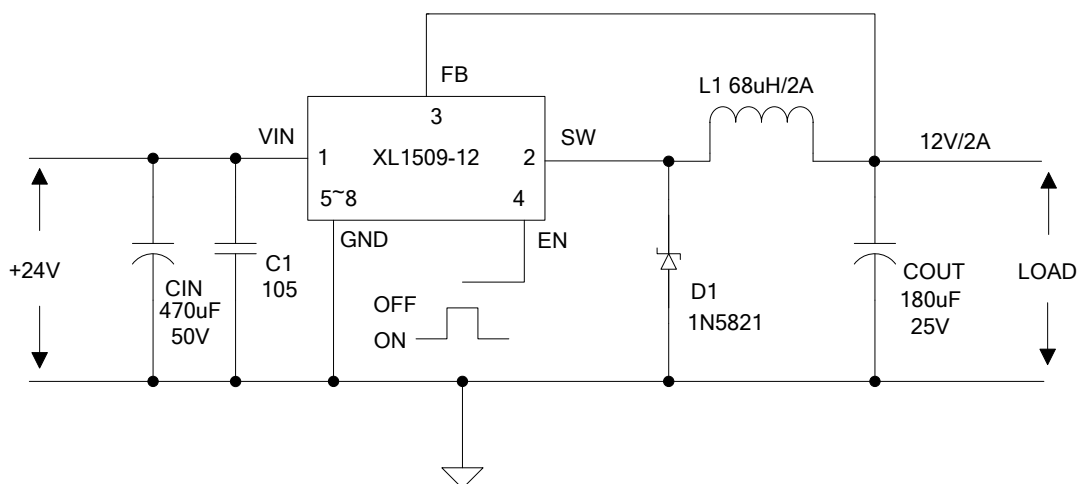 FB
3
L1 68uH/2A
VIN
SW
12V/2A
1
XL1509-12
2
5~8
4
GND
EN
+24V
CIN
470uF
50V
C1
105
OFF
ON
D1
1N5821
COUT
180uF
25V
LOAD